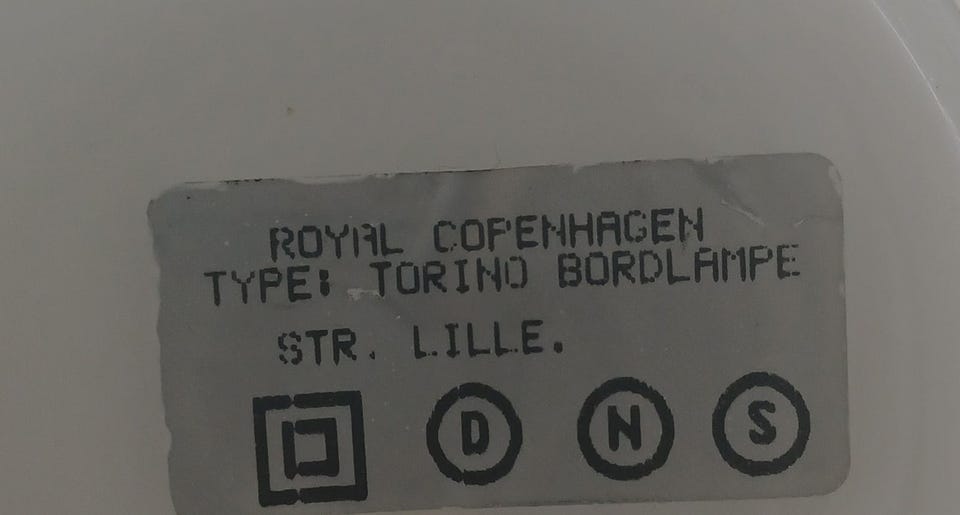 ROYAL COPENHAGEN
TYPE: TORINO BORDLAMPE
STR. LILLE.
D N S